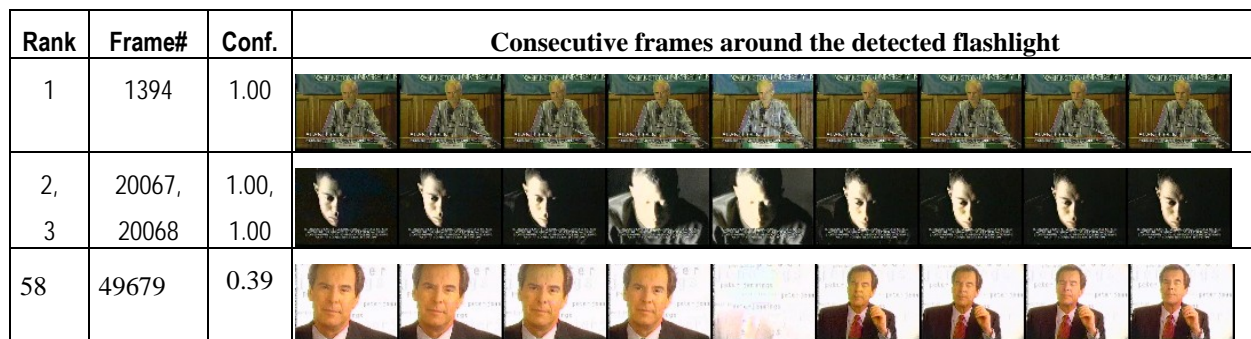 Rank Frame# Conf. Consecutive frames around the detected flashlight
1 1394 1.00
2, 20067, 1.00,
3 20068 1.00
58 49679 0.39